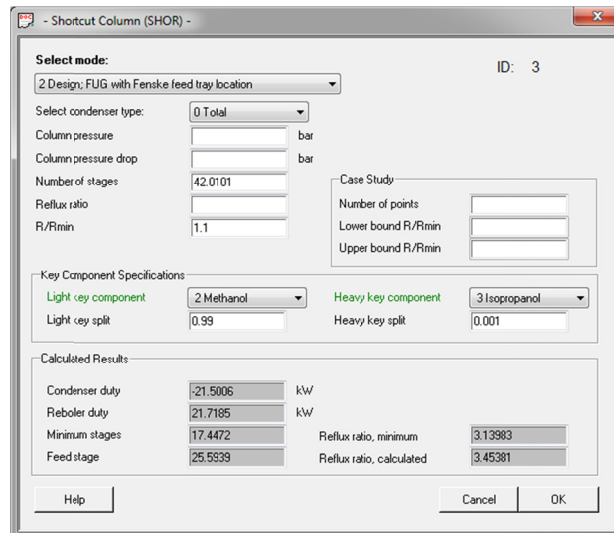 - Shortcut Column (SHOR) -
Select mode:
ID: 3
2 Design; FUG with Fenske feed tray location
Select condenser type:
0 Total
Column pressure
bar
Column pressure drop
bar
Number of stages
42.0101
Reflux ratio
R/Rmin
1.1
Case Study
Number of points
Lower bound R/Rmin
Upper bound R/Rmin
Key Component Specifications
Light key component
2 Methanol
Heavy key component
3 Isopropanol
Light key split
0.99
Heavy key split
0.001
Calculated Results
Condenser duty
-21.5006
kW
Reboiler duty
21.7185
kW
Minimum stages
17.4472
Reflux ratio, minimum
3.13983
Feed stage
25.5939
Reflux ratio, calculated
3.45381
Help
Cancel
OK